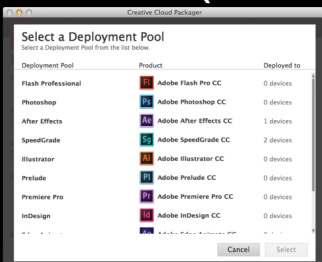 Creative Cloud Packager
Select a Deployment Pool
Select a Deployment Pool from the list below.
Deployment Pool Product Deployed to
Flash Professional Fl Adobe Flash Pro CC 0 devices
Photoshop Ps Adobe Photoshop CC 0 devices
After Effects Ae Adobe After Effects CC 1 devices
SpeedGrade Sg Adobe SpeedGrade CC 2 devices
Illustrator Ai Adobe Illustrator CC 0 devices
Prelude Pl Adobe Prelude CC 0 devices
Premiere Pro Pr Adobe Premiere Pro CC 0 devices
InDesign Id Adobe InDesign CC 0 devices
Adobe Edge Animate CC
Cancel Select